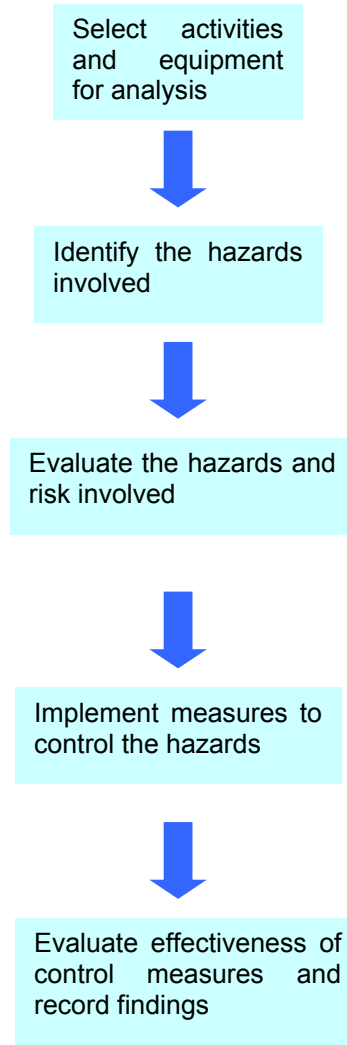 Select activities
and equipment
for analysis
Identify the hazards
involved
Evaluate the hazards and
risk involved
Implement measures to
control the hazards
Evaluate effectiveness of
control measures and
record findings